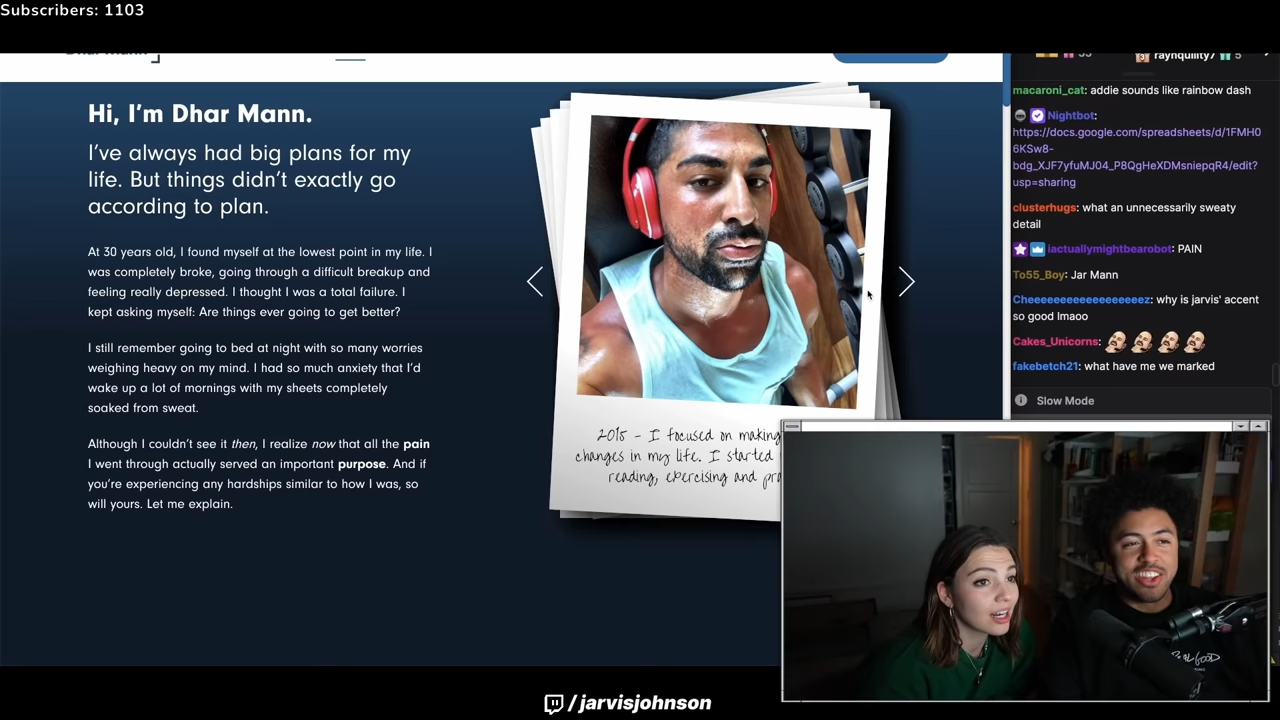 Subscribers: 1103
Hi, I'm Dhar Mann.
I've always had big plans for my
life. But things didn't exactly go
according to plan.
At 30 years old, I found myself at the lowest point in my life. I
was completely broke, going through a difficult breakup and
feeling really depressed. I thought I was a total failure. I
kept asking myself: Are things ever going to get better?
I still remember going to bed at night with so many worries
weighing heavy on my mind. I had so much anxiety that I'd
wake up a lot of mornings with my sheets completely
soaked from sweat.
Although I couldn't see it then, I realize now that all the pain
I went through actually served an important purpose. And if
you're experiencing any hardships similar to how I was, so
will yours. Let me explain.
2015 - I focused on making
changes in my life. I started
reading, exercising and
raynquility7 5
macaroni_cat: addie sounds like rainbow dash
Nightbot:
https://docs.google.com/spreadsheets/d/1FMH0
6KSw8-
bdg_XJF7yfuMJ04_P8QgHeXDMsniepqR4/edit?
usp=sharing
clusterhugs: what an unnecessarily sweaty
detail
iactuallymightbearobot: PAIN
To55_Boy: Jar Mann
Cheeeeeeeeeeeeeeeeez: why is jarvis' accent
so good lmaoo
Cakes_Unicorns:
fakebetch21: what have me we marked
Slow Mode
/jarvisjohnson